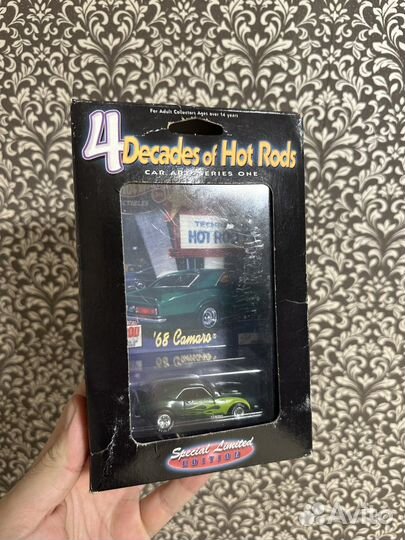 For Adult Collectors Ages over 14 years
4 Decades of Hot Rods
CAR ART SERIES ONE
HOT RO
'68 Camaro
Special Limited
EDITION
Avito